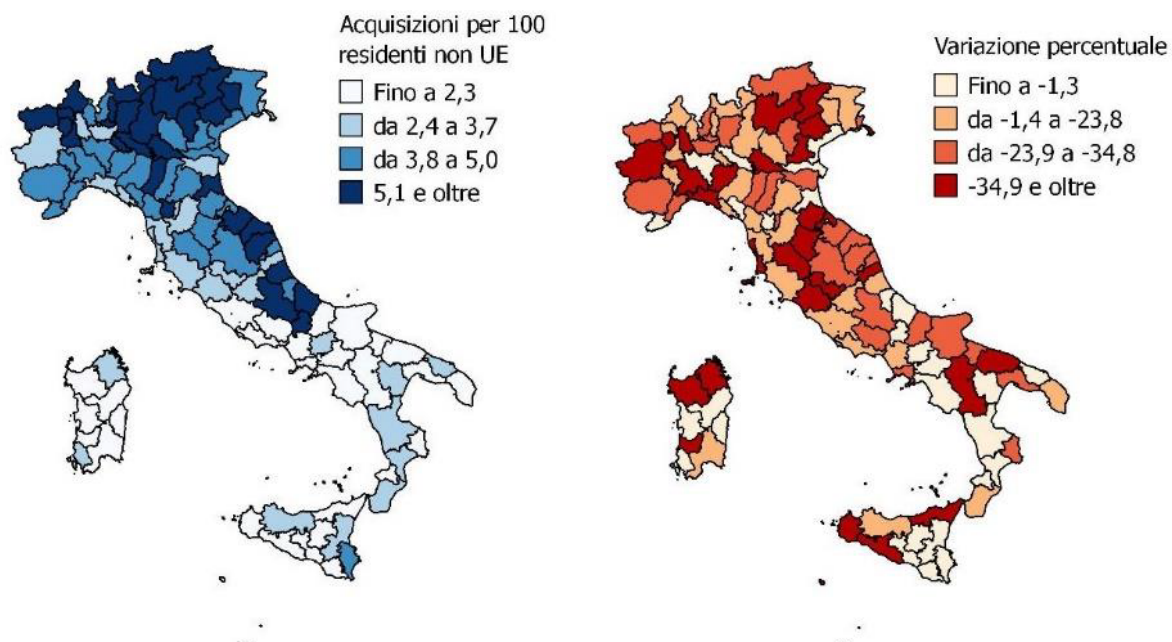 Acquisizioni per 100
residenti non UE
Fino a 2,3
da 2,4 a 3,7
da 3,8 a 5,0
5,1 e oltre
Variazione percentuale
Fino a -1,3
da -1,4 a -23,8
da -23,9 a -34,8
-34,9 e oltre